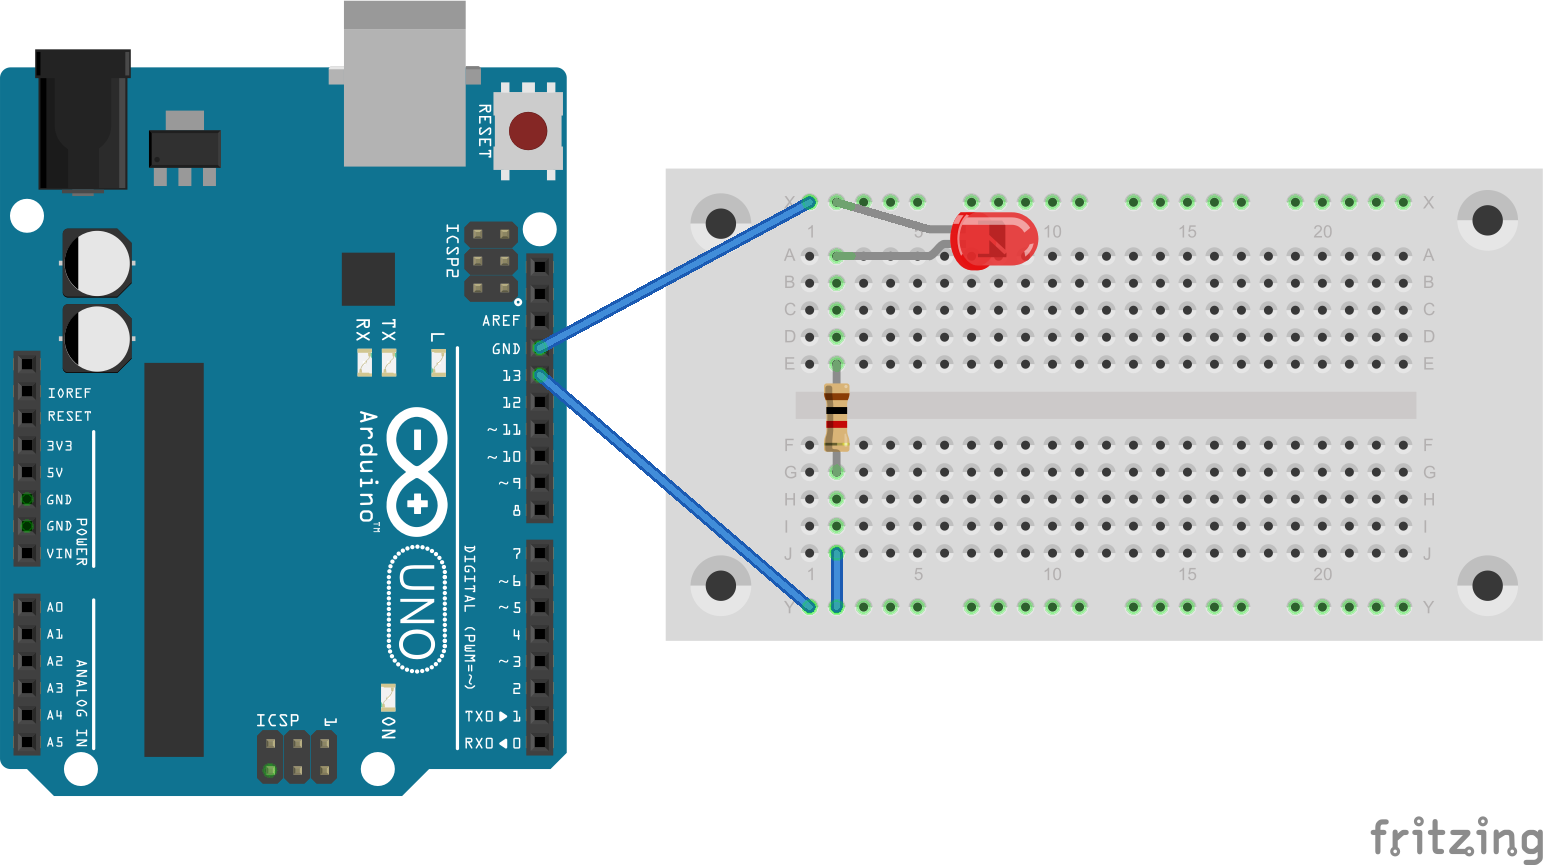 RESET
ICSP2
AREF
GND
13
12
~11
~10
~9
8
7
~6
~5
4
~3
2
TX0▶1
RX0◀0
RX
TX
L
IOREF
RESET
3V3
5V
GND
GND
VIN
POWER
A0
A1
A2
A3
A4
A5
ANALOG IN
Arduino™
UNO
DIGITAL (PWM=~)
ICSP
1
ON
X X
1 10 15 20
A A
B B
C C
D D
E E
F F
G G
H H
I I
J J
1 5 10 15 20
Y Y
fritzing